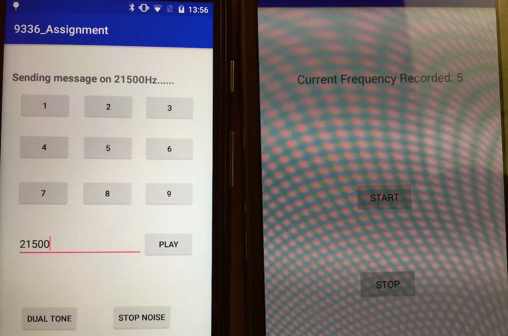 13:56
9336_Assignment
Sending message on 21500Hz......
1 2 3
4 5 6
7 8 9
21500 PLAY
DUAL TONE STOP NOISE
Current Frequency Recorded: 5
START
STOP